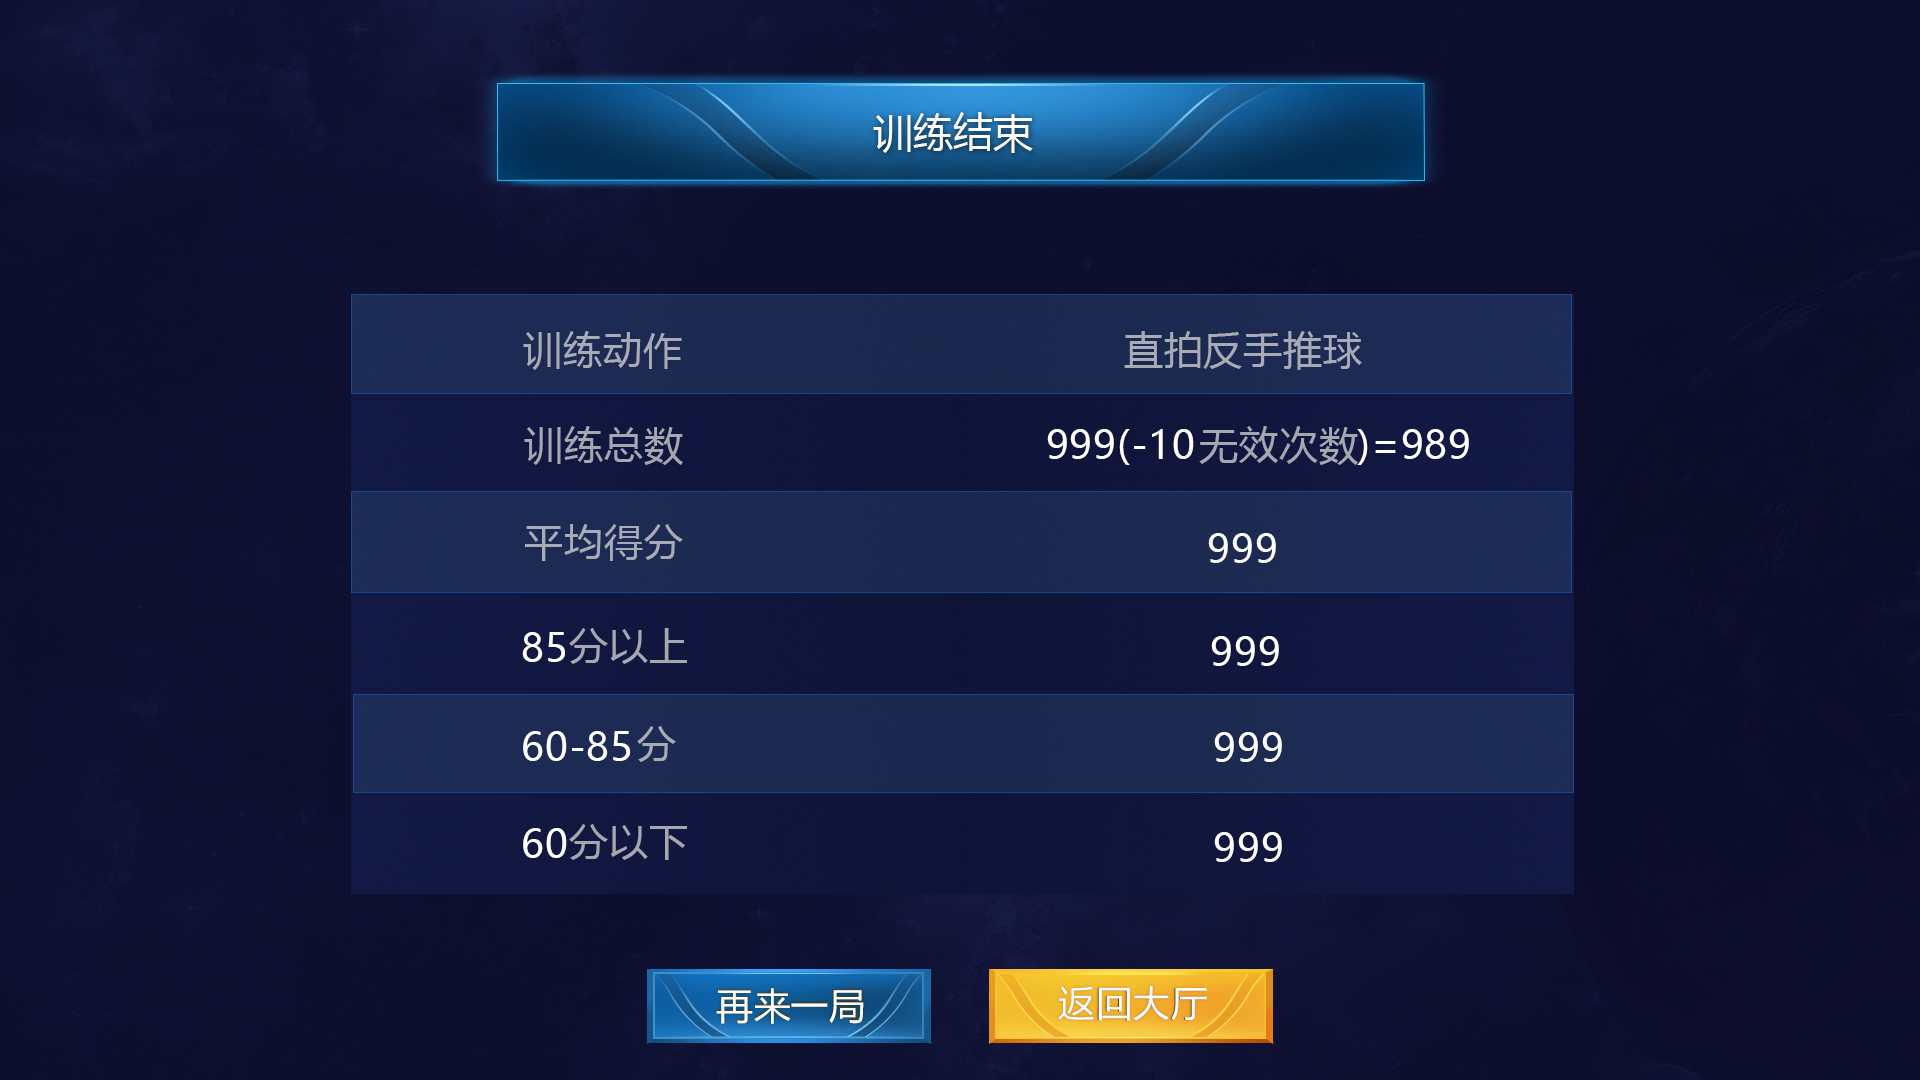 训练结束
训练动作 直拍反手推球
训练总数 999(-10无效次数)=989
平均得分 999
85分以上 999
60-85分 999
60分以下 999
再来一局 返回大厅